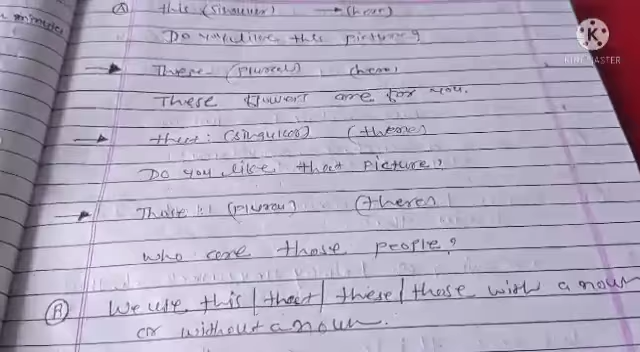 minutes
(A) this (singular) → (here)
Do you like this picture?
→ These (plural) (here)
These flowers are for you.
→ that: (singular) (there)
Do you like that picture?
→ Those: (plural) (there)
who are those people?
(B) We use this / that / these / those with a noun
or without a noun.
KINEMASTER